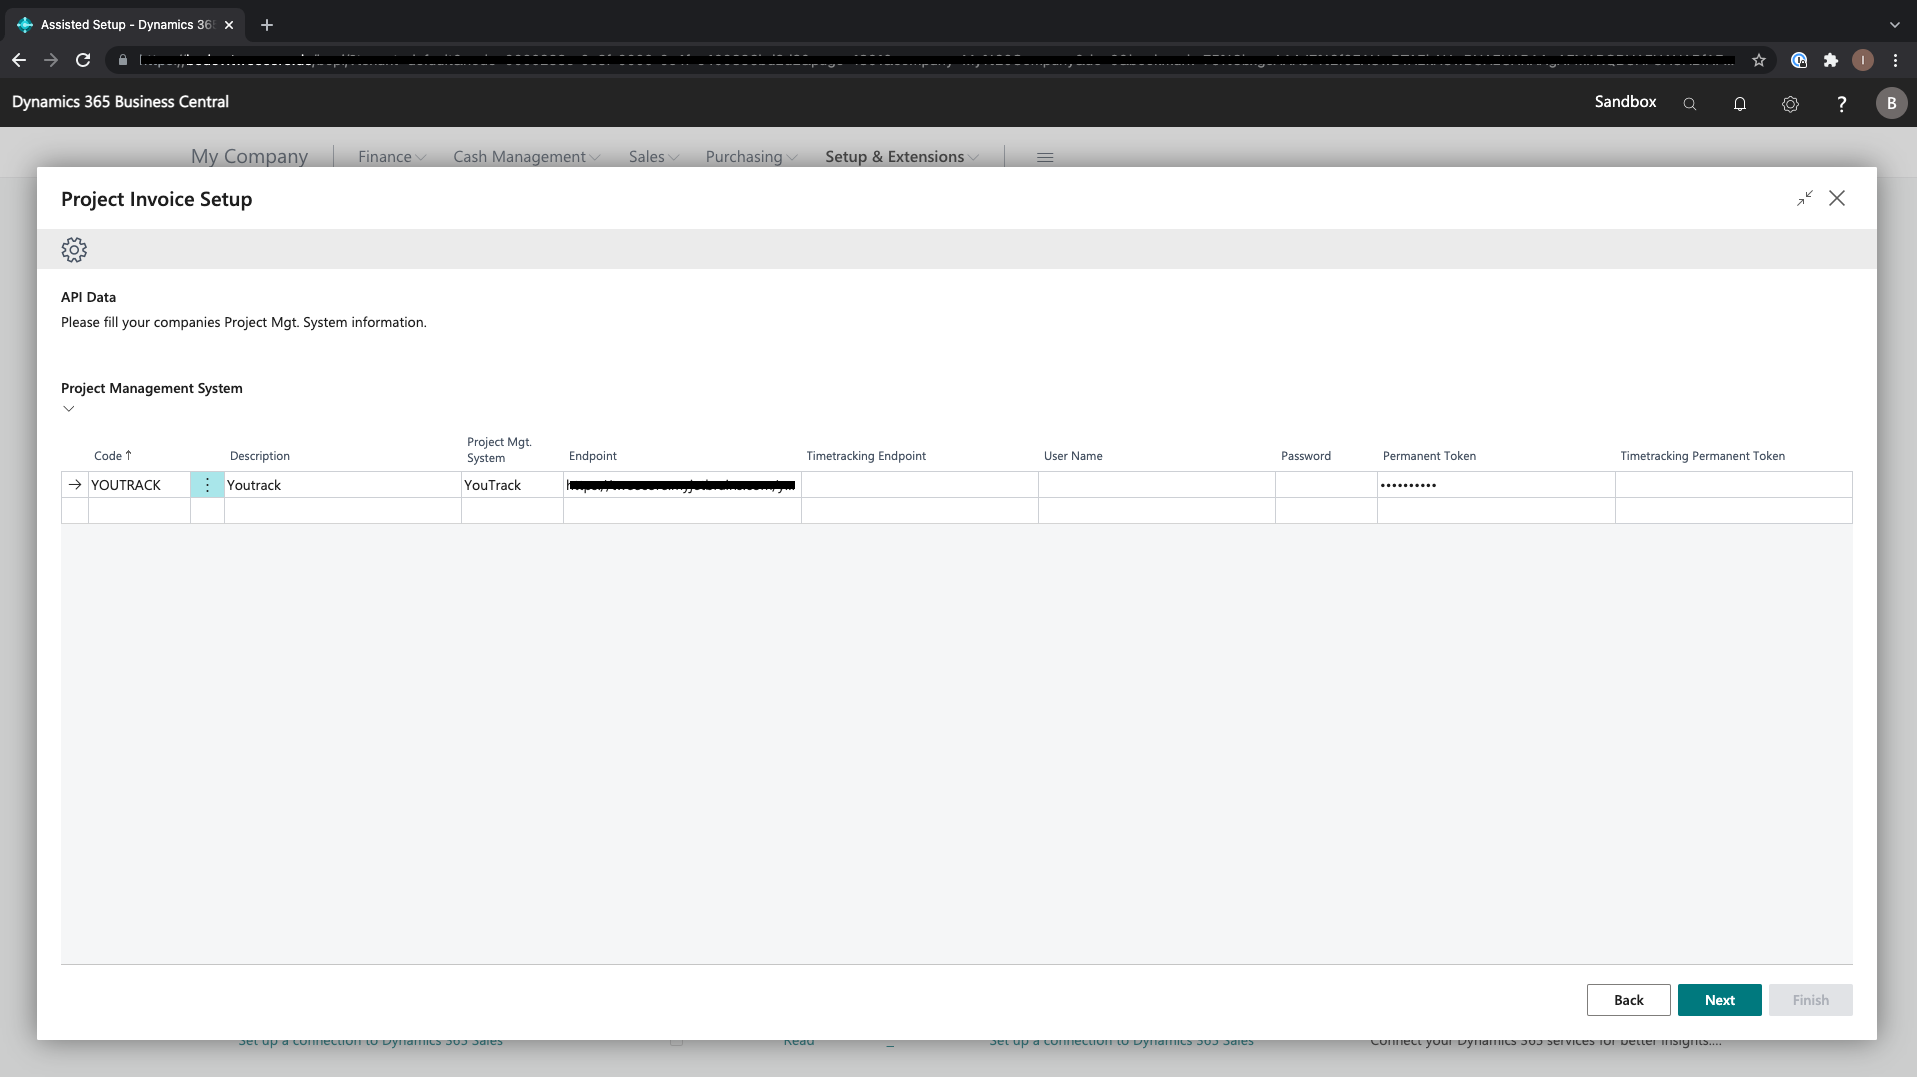 Assisted Setup - Dynamics 365
Dynamics 365 Business Central
Sandbox
?
B
I
My Company
Finance
Cash Management
Sales
Purchasing
Setup & Extensions
Project Invoice Setup
API Data
Please fill your companies Project Mgt. System information.
Project Management System
Code ↑
Description
Project Mgt.
System
Endpoint
Timetracking Endpoint
User Name
Password
Permanent Token
Timetracking Permanent Token
YOUTRACK
Youtrack
YouTrack
••••••••••
Back
Next
Finish
Set up a connection to Dynamics 365 Sales
Read
Set up a connection to Dynamics 365 Sales
Connect your Dynamics 365 services for better insights....